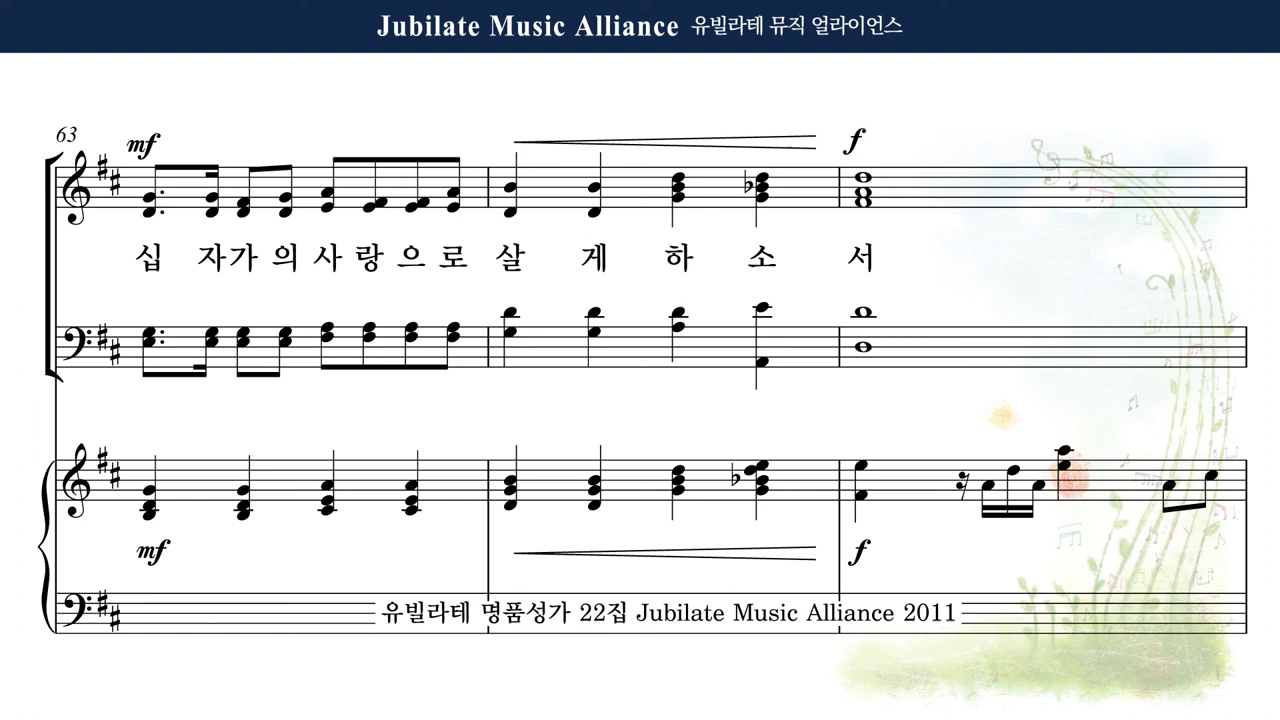 Jubilate Music Alliance 유빌라테 뮤직 얼라이언스
63
mf f
십 자가 의 사 랑 으 로 살 게 하 소 서
mf f
유빌라테 명품성가 22집 Jubilate Music Alliance 2011